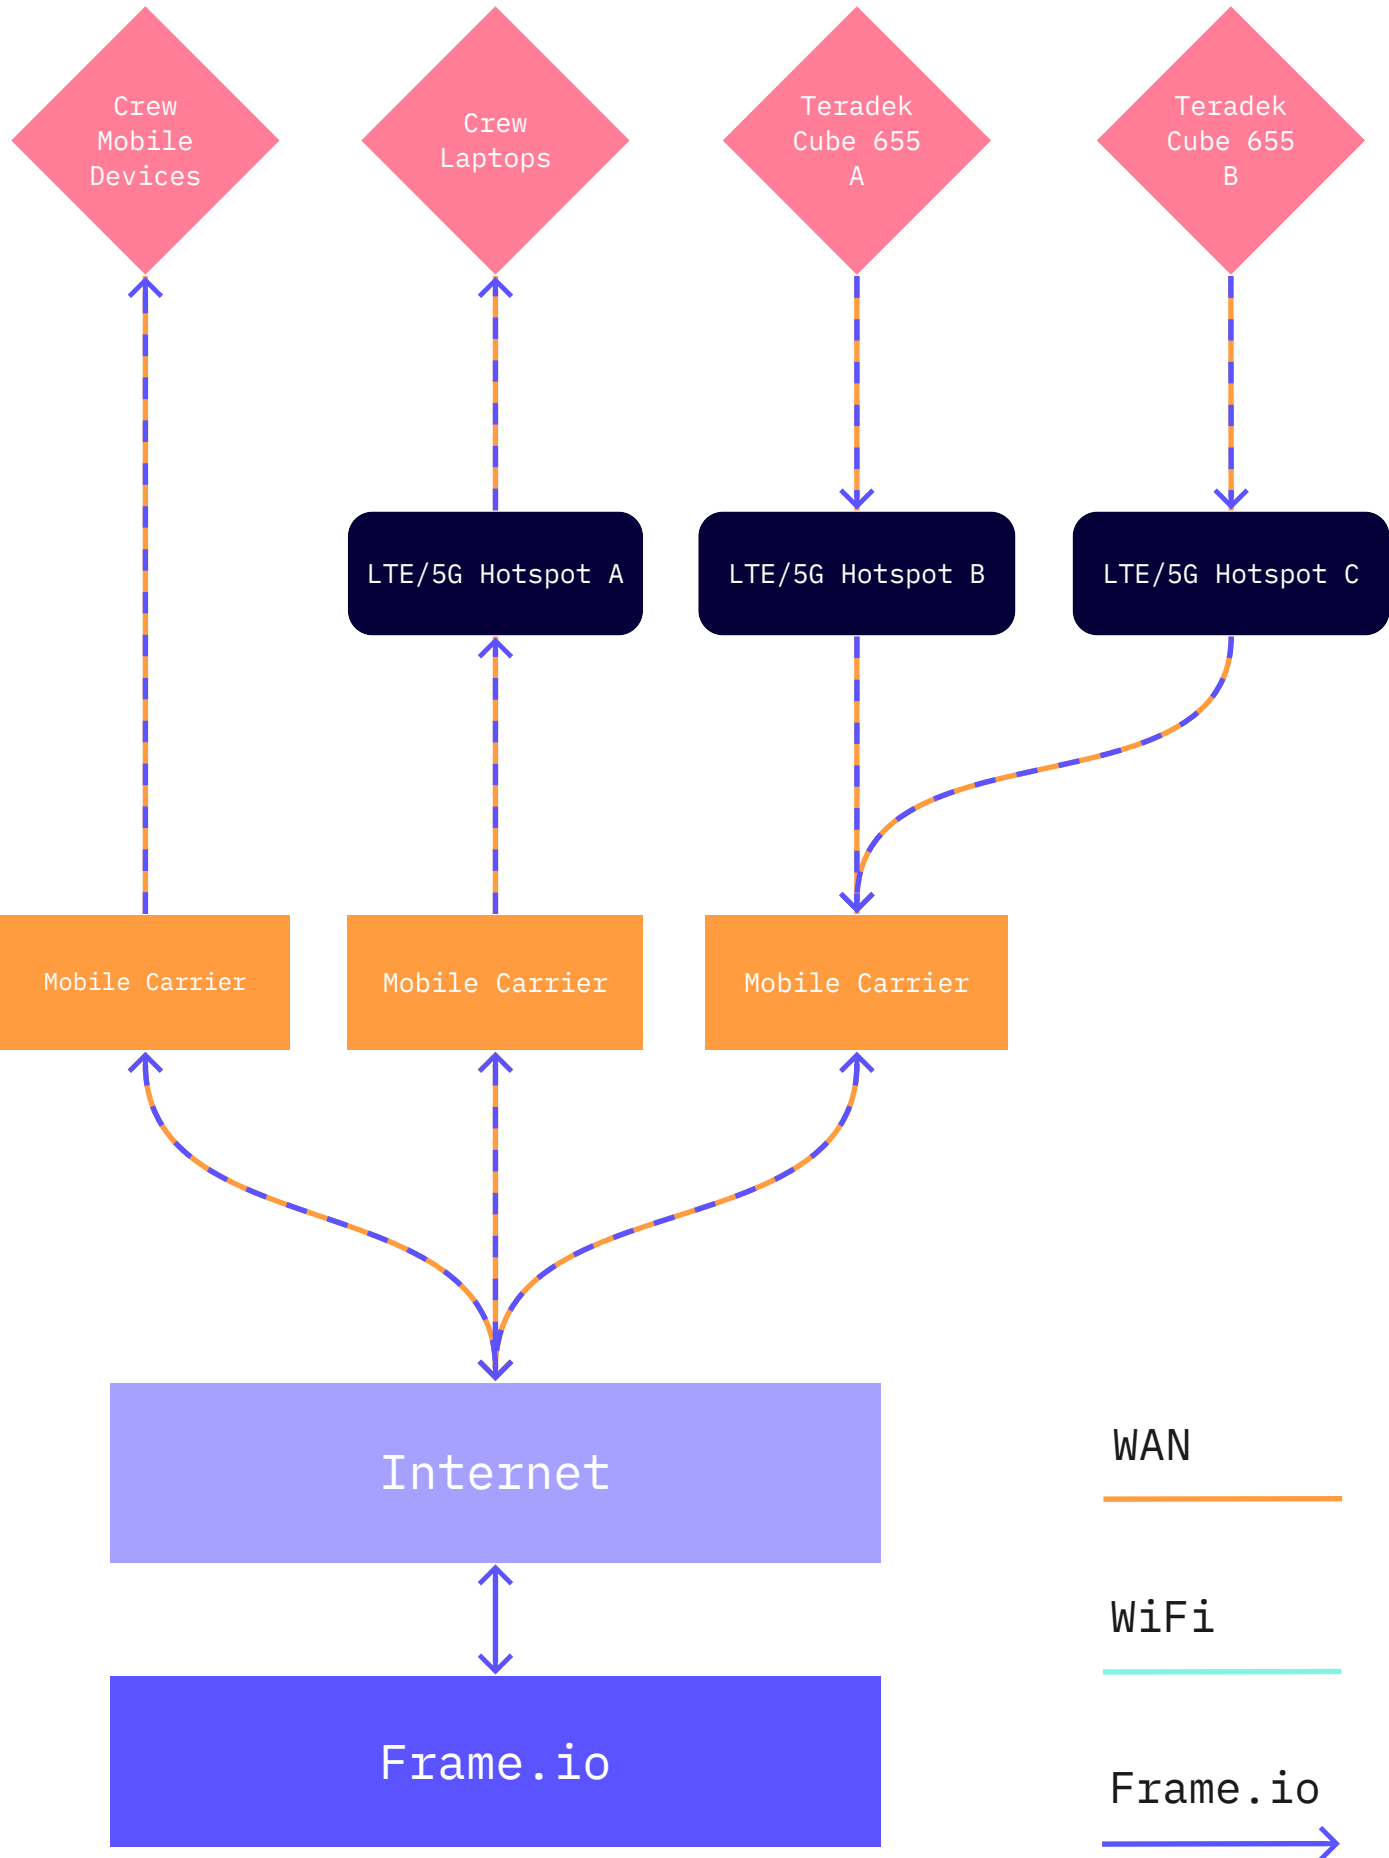 Crew
Mobile
Devices
Crew
Laptops
Teradek
Cube 655
A
Teradek
Cube 655
B
LTE/5G Hotspot A
LTE/5G Hotspot B
LTE/5G Hotspot C
Mobile Carrier
Mobile Carrier
Mobile Carrier
Internet
WAN
WiFi
Frame.io
Frame.io